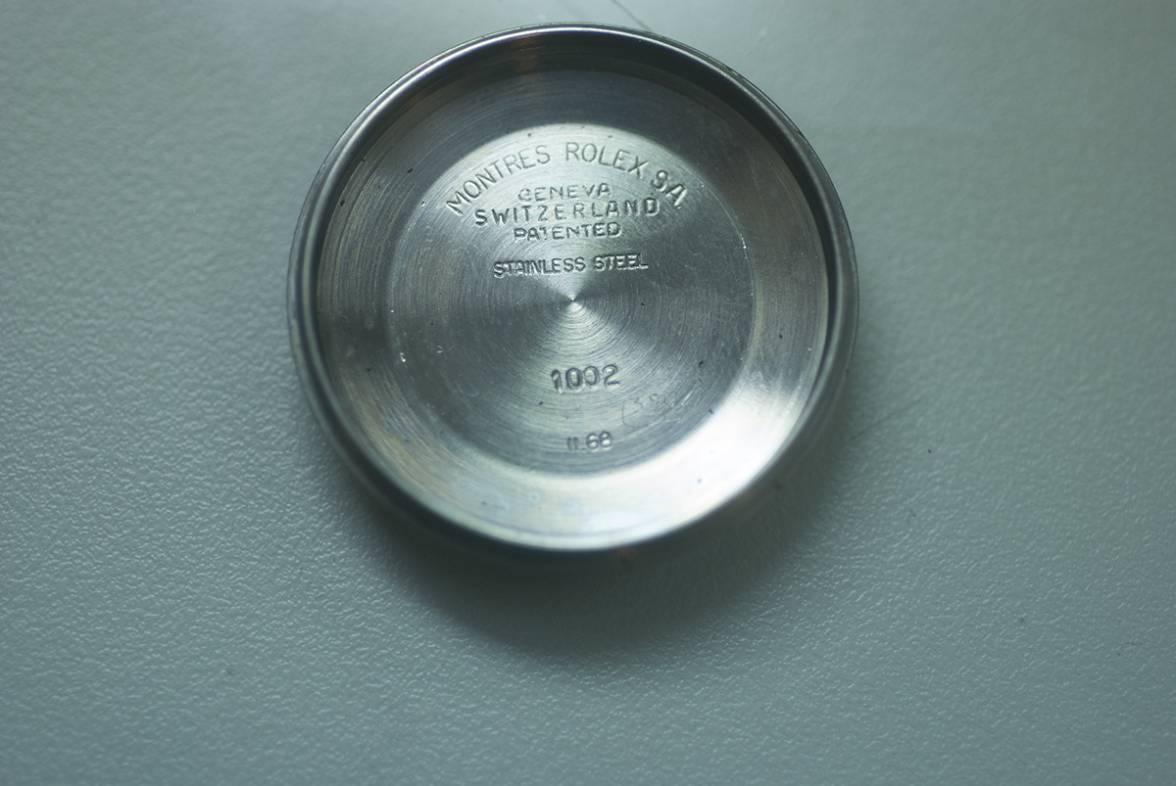 MONTRES ROLEX S.A.
GENEVA
SWITZERLAND
PATENTED
STAINLESS STEEL
1002
II.68